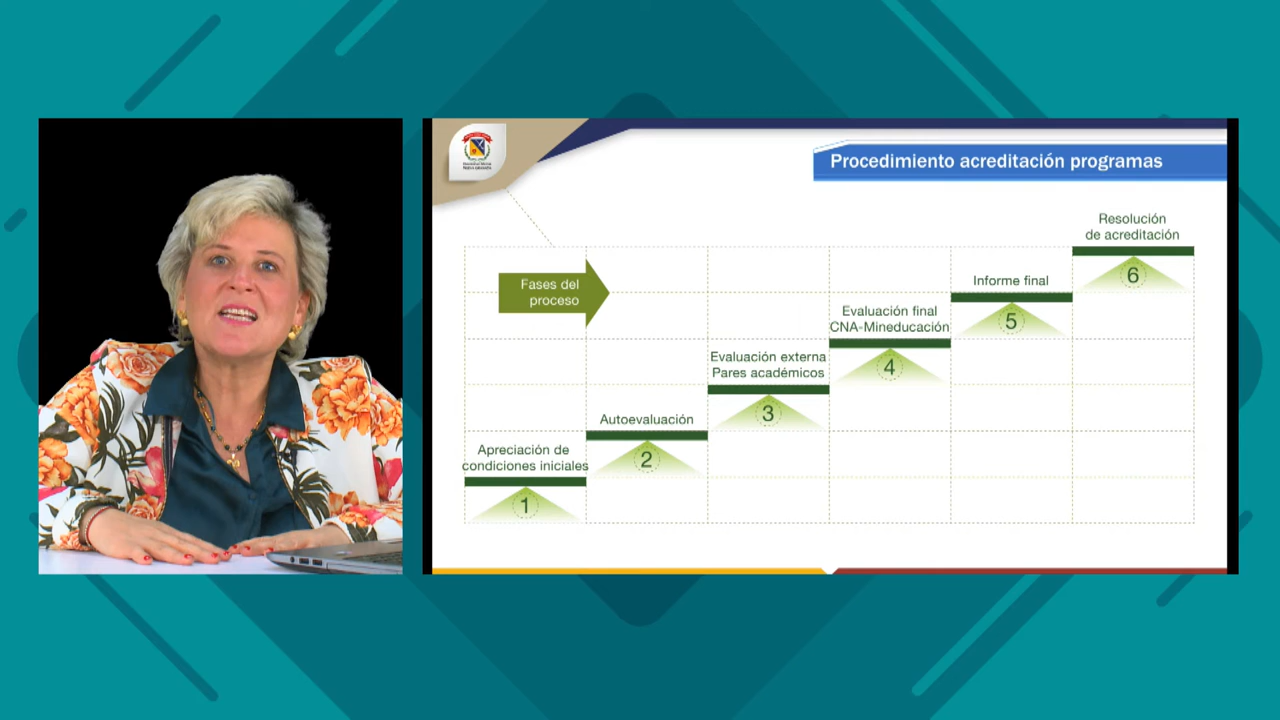 Procedimiento acreditación programas
Resolución
de acreditación
6
Fases del
proceso
Informe final
5
Evaluación final
CNA-Mineducación
4
Evaluación externa
Pares académicos
3
Autoevaluación
2
Apreciación de
condiciones iniciales
1